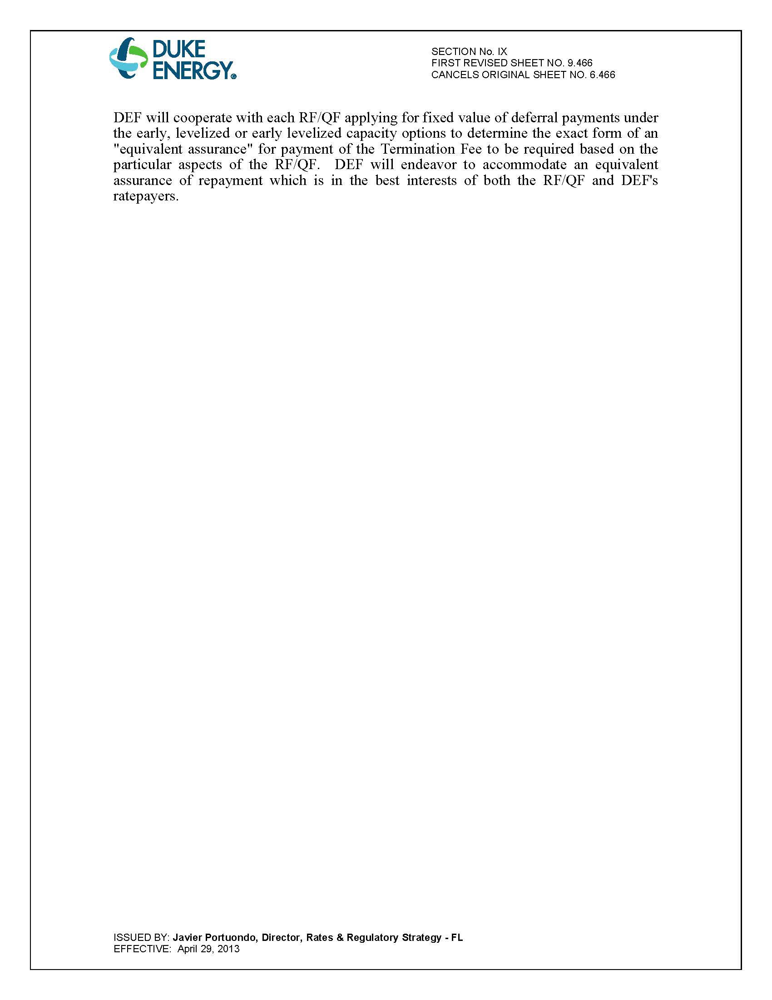 DUKE
ENERGY®
SECTION No. IX
FIRST REVISED SHEET NO. 9.466
CANCELS ORIGINAL SHEET NO. 6.466
DEF will cooperate with each RF/QF applying for fixed value of deferral payments under
the early, levelized or early levelized capacity options to determine the exact form of an
"equivalent assurance" for payment of the Termination Fee to be required based on the
particular aspects of the RF/QF. DEF will endeavor to accommodate an equivalent
assurance of repayment which is in the best interests of both the RF/QF and DEF's
ratepayers.
ISSUED BY: Javier Portuondo, Director, Rates & Regulatory Strategy - FL
EFFECTIVE: April 29, 2013